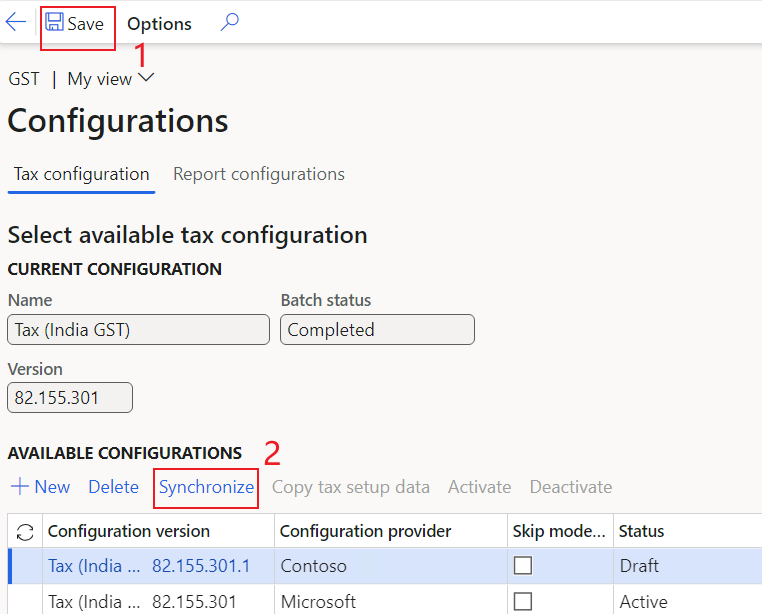 Save Options
1
GST | My view
Configurations
Tax configuration Report configurations
Select available tax configuration
CURRENT CONFIGURATION
Name Batch status
Tax (India GST) Completed
Version
82.155.301
AVAILABLE CONFIGURATIONS 2
New Delete Synchronize Copy tax setup data Activate Deactivate
Configuration version Configuration provider Skip mode... Status
Tax (India ... 82.155.301.1 Contoso Draft
Tax (India ... 82.155.301 Microsoft Active